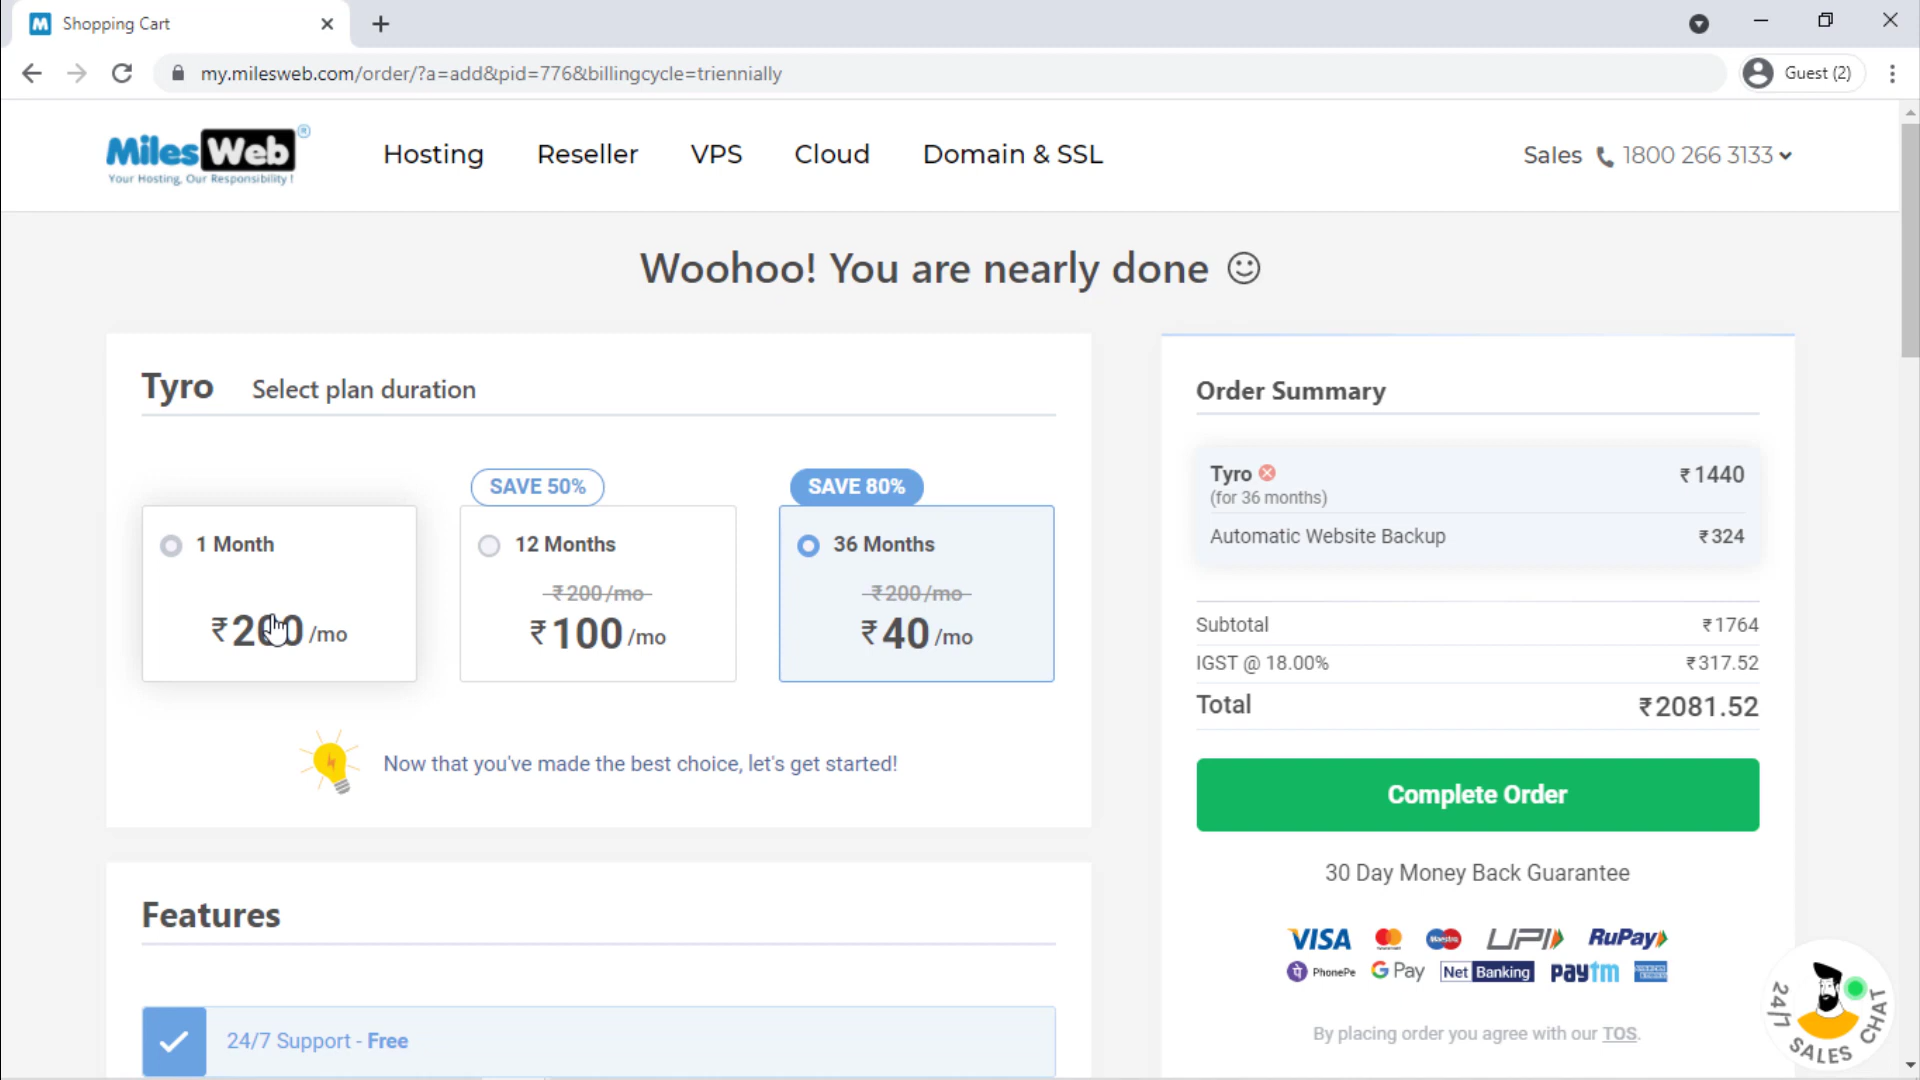 Shopping Cart
my.milesweb.com/order/?a=add&pid=776&billingcycle=triennially
Guest (2)
MilesWeb®
Your Hosting, Our Responsibility !
Hosting
Reseller
VPS
Cloud
Domain & SSL
Sales 1800 266 3133
Woohoo! You are nearly done
Tyro Select plan duration
SAVE 50%
SAVE 80%
1 Month
12 Months
36 Months
₹200/mo
₹200/mo
₹200/mo
₹100/mo
₹40/mo
Now that you've made the best choice, let's get started!
Features
24/7 Support - Free
Order Summary
Tyro ₹1440
(for 36 months)
Automatic Website Backup ₹324
Subtotal ₹1764
IGST @ 18.00% ₹317.52
Total ₹2081.52
Complete Order
30 Day Money Back Guarantee
VISA mastercard Maestro UPI RuPay
PhonePe G Pay Net Banking paytm
By placing order you agree with our TOS.
24/7 SALES CHAT